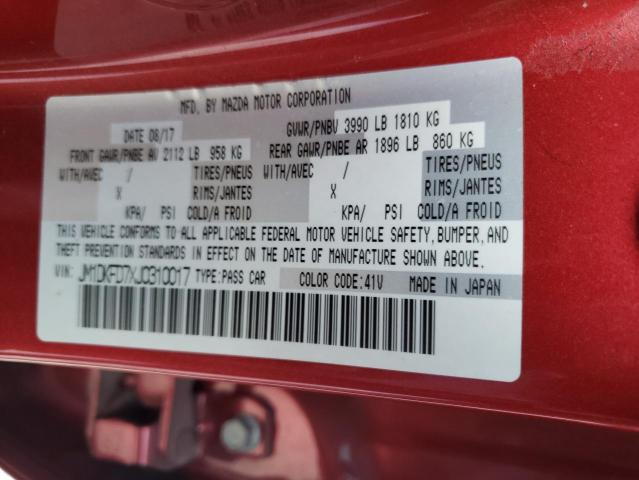 MFD. BY MAZDA MOTOR CORPORATION
DATE 08/17 GVWR/PNBV 3990 LB 1810 KG
FRONT GAWR/PNBE AV 2112 LB 958 KG REAR GAWR/PNBE AR 1896 LB 860 KG
WITH/AVEC / TIRES/PNEUS WITH/AVEC / TIRES/PNEUS
X RIMS/JANTES X RIMS/JANTES
KPA/ PSI COLD/A FROID KPA/ PSI COLD/A FROID
THIS VEHICLE CONFORMS TO ALL APPLICABLE FEDERAL MOTOR VEHICLE SAFETY, BUMPER, AND
THEFT PREVENTION STANDARDS IN EFFECT ON THE DATE OF MANUFACTURE SHOWN ABOVE.
VIN: JM1DKFD7XJ0310017 TYPE:PASS CAR COLOR CODE:41V MADE IN JAPAN